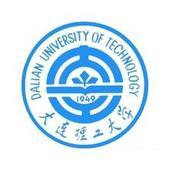 DALIAN UNIVERSITY OF TECHNOLOGY
1949
大连理工大学